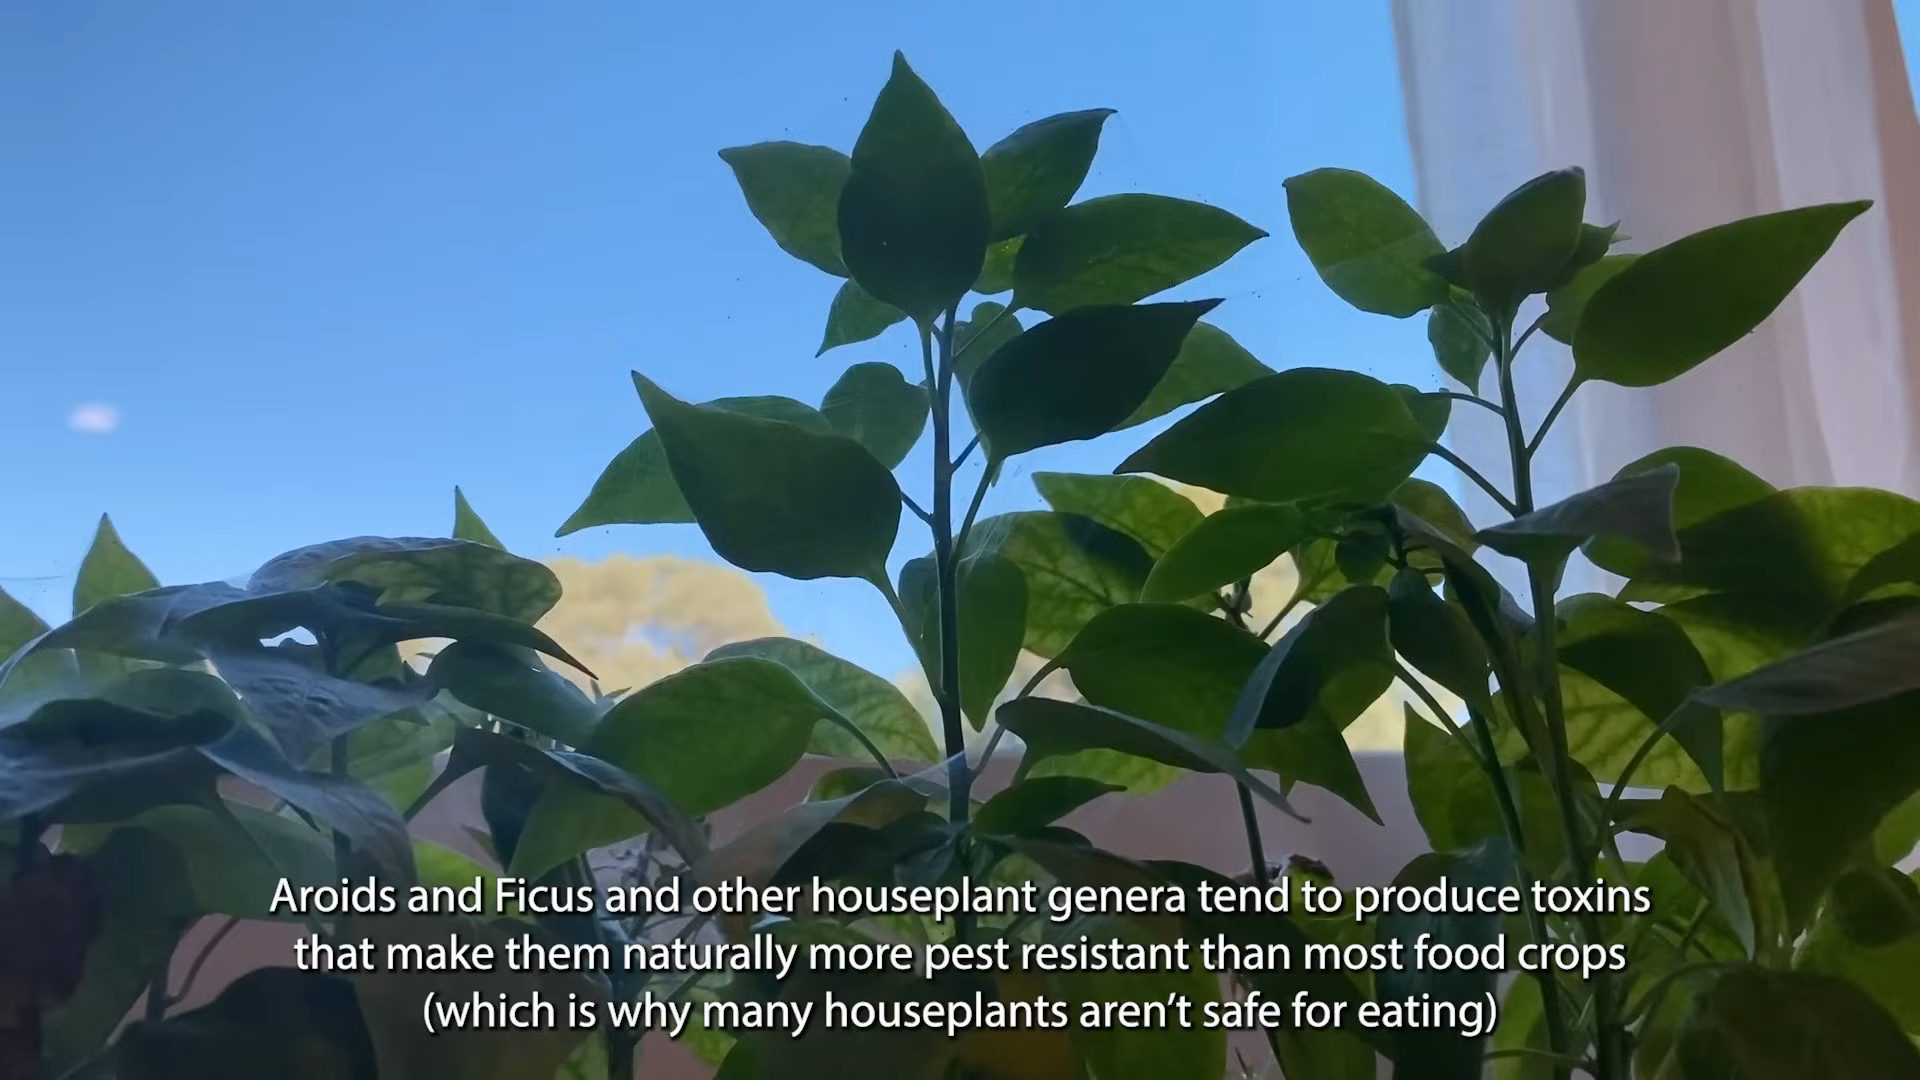 Aroids and Ficus and other houseplant genera tend to produce toxins
that make them naturally more pest resistant than most food crops
(which is why many houseplants aren’t safe for eating)